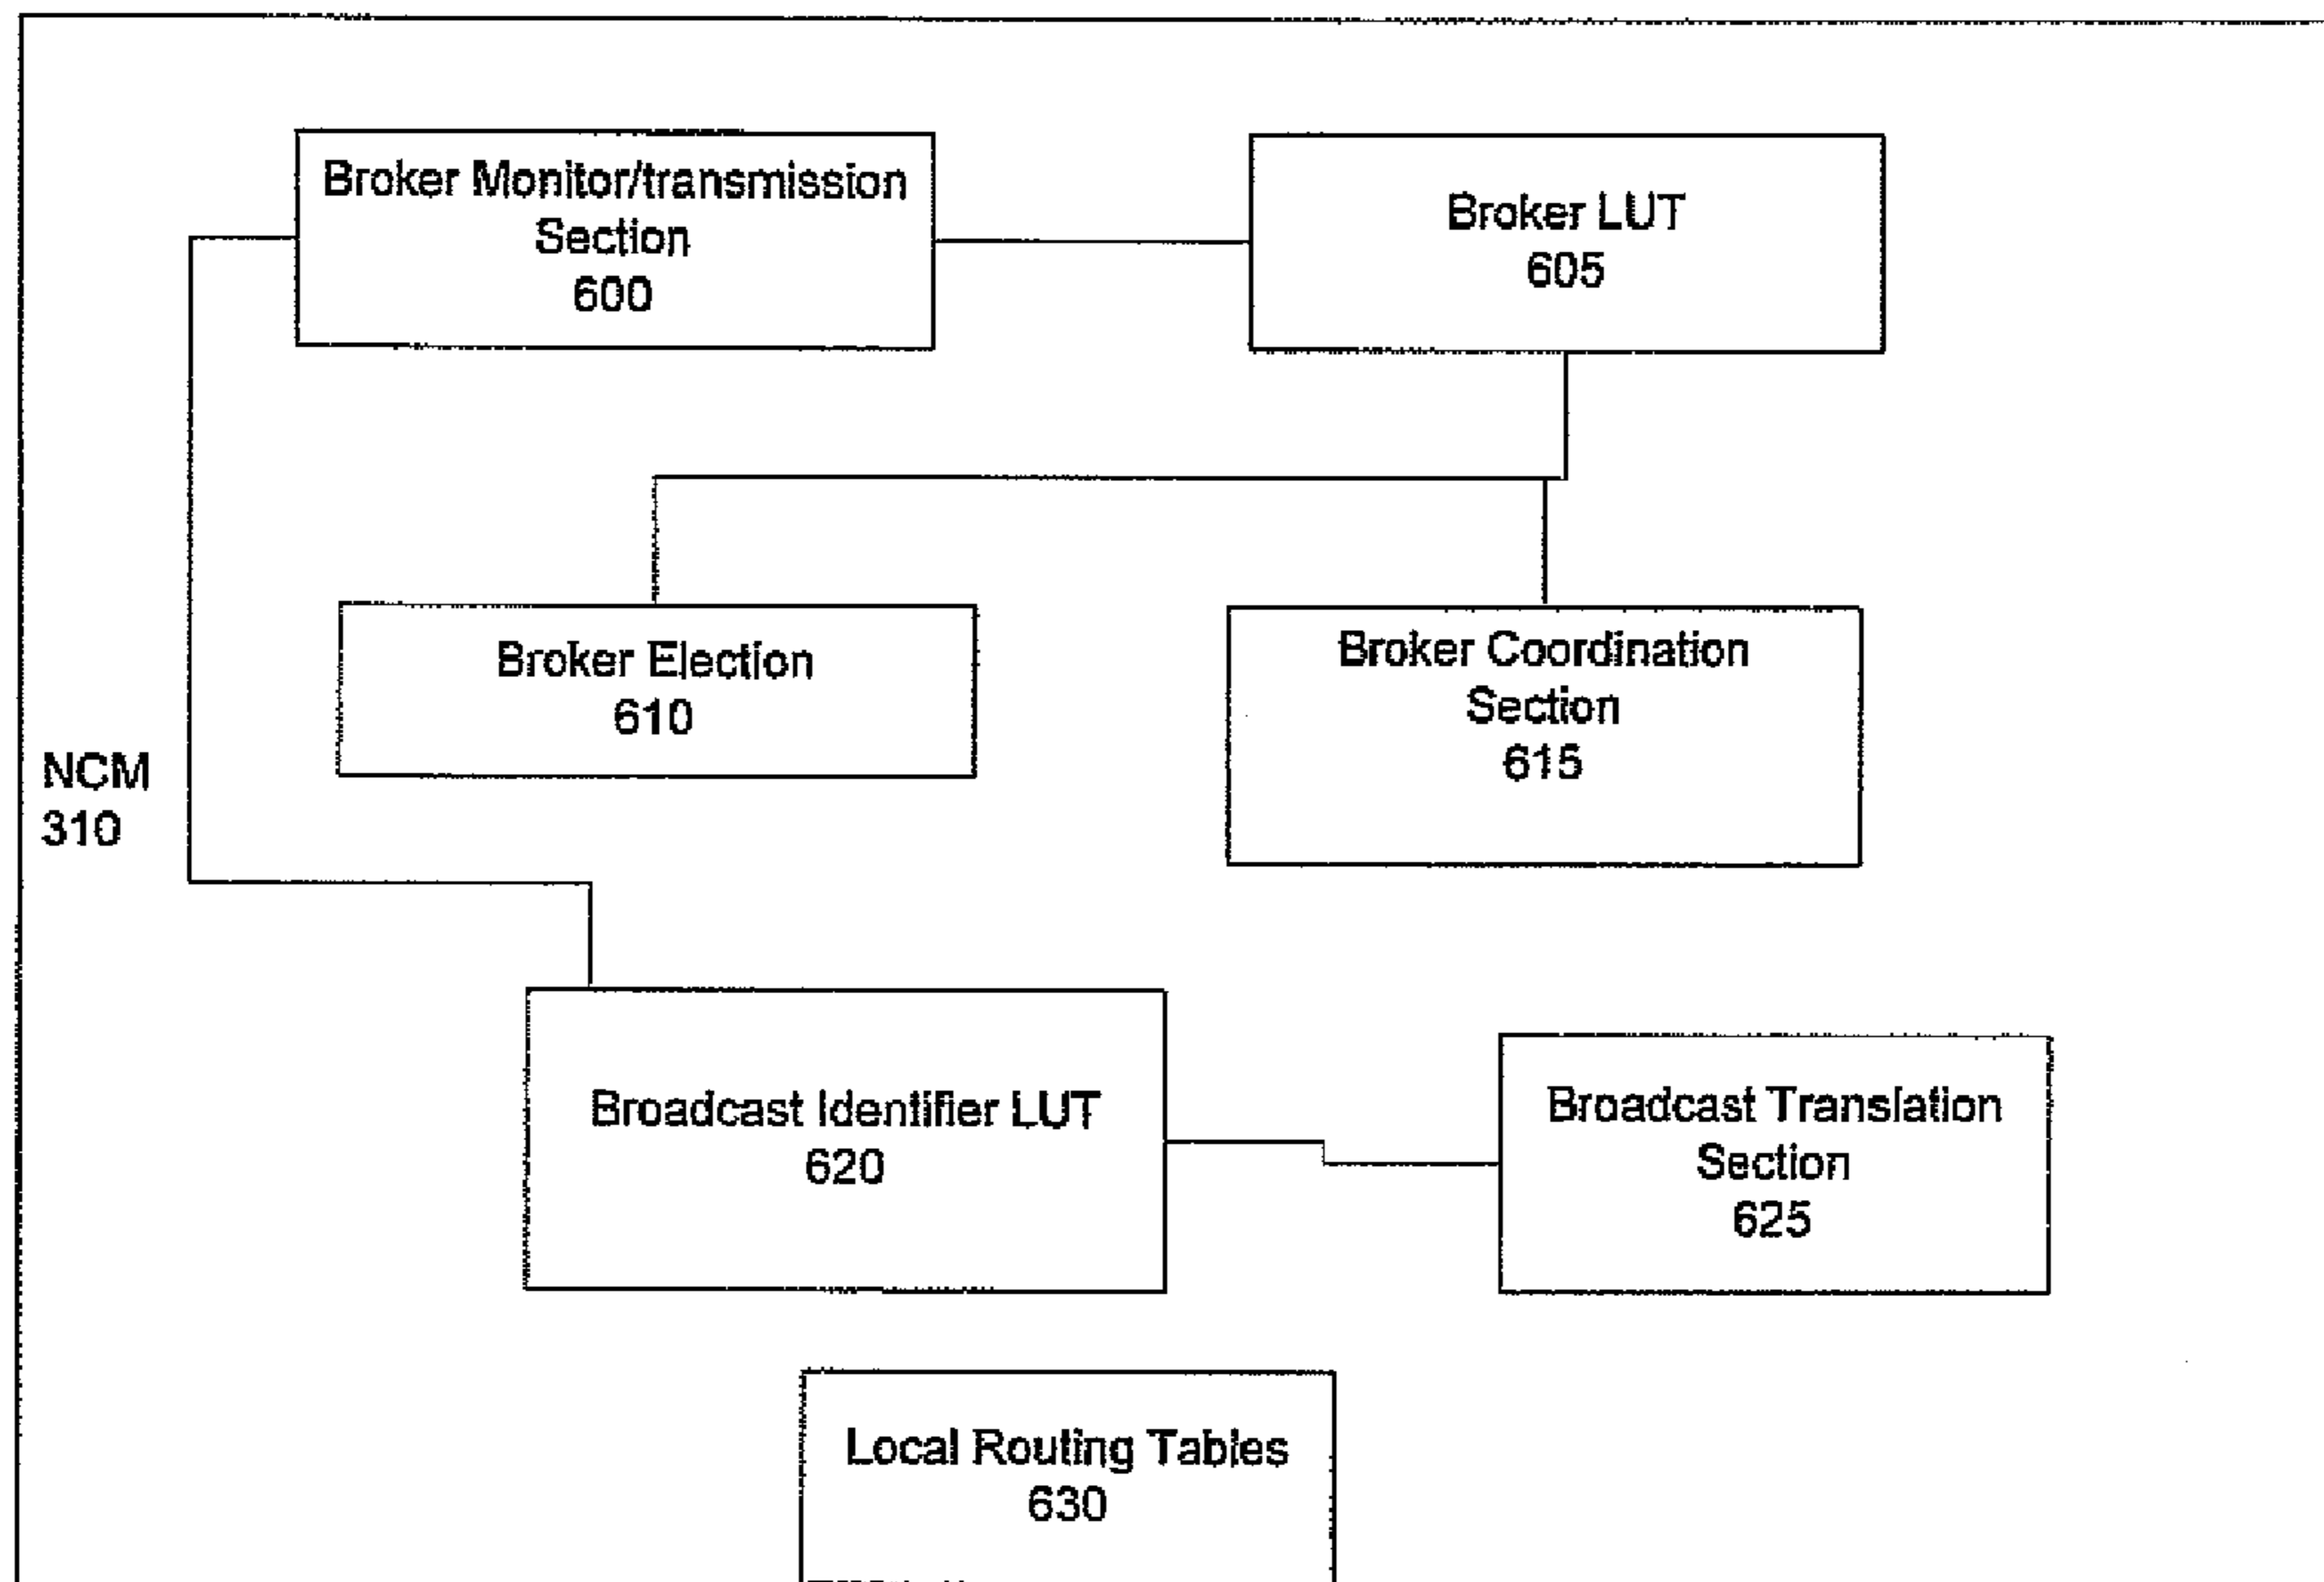 Broker Monitor/transmission
Section
600
Broker LUT
605
Broker Election
610
Broker Coordination
Section
615
NCM
310
Broadcast Identifier LUT
620
Broadcast Translation
Section
625
Local Routing Tables
630